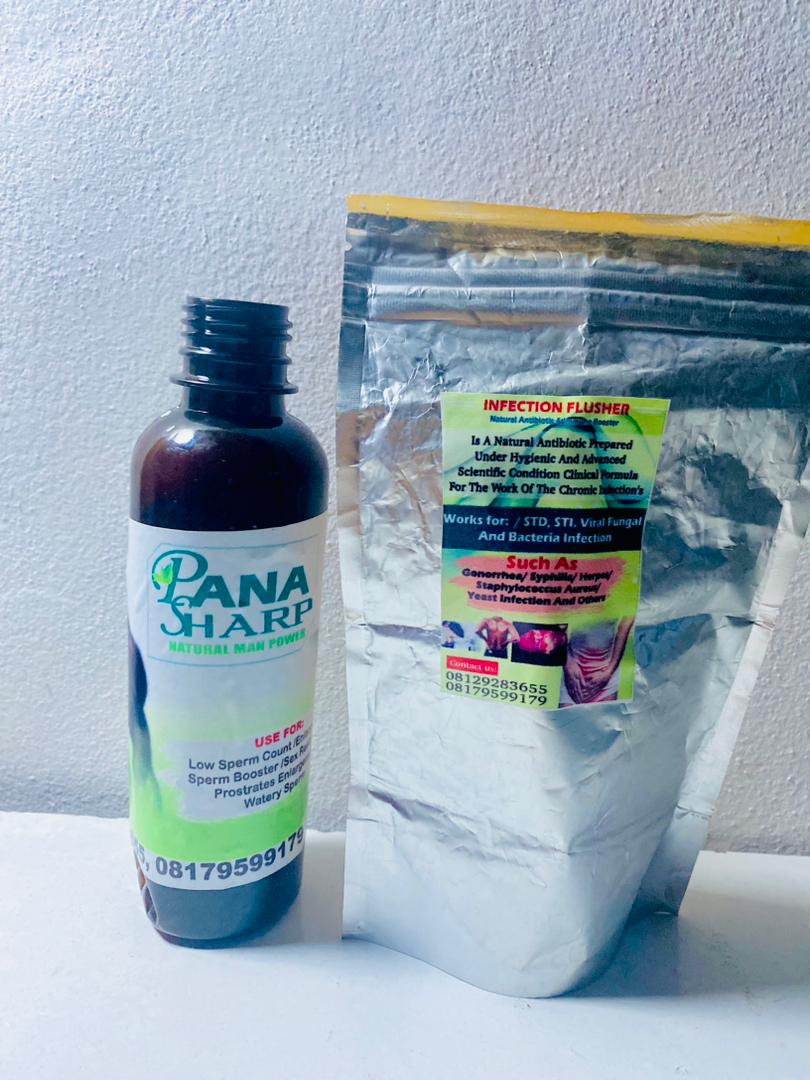 PANA
SHARP
NATURAL MAN POWER
USE FOR:
Low Sperm Count
Sperm Booster /Sex
Prostrates
Watery
, 08179599179
INFECTION FLUSHER
Natural Antibiotic Booster
Is A Natural Antibiotic Prepared
Under Hygienic And Advanced
Scientific Condition Clinical Formula
For The Work Of The Chronic Infection's
Works for: / STD, STI, Viral Fungal
And Bacteria Infection
Such As
Gonorrhea/ Syphilis/ Herpes/
Staphylococcus Aureus/
Yeast Infection And Others
Contact us:
08129283655
08179599179